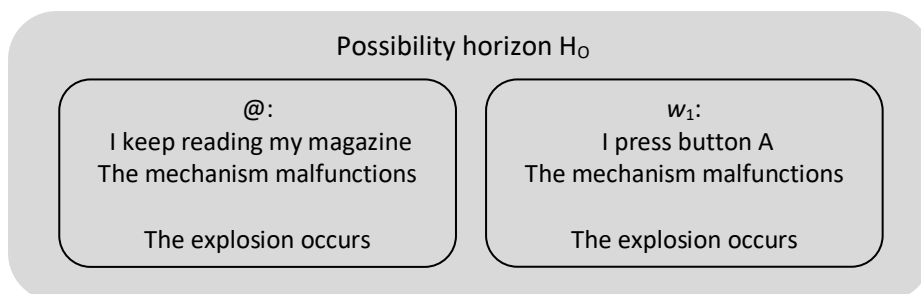 Possibility horizon H₀
@:
I keep reading my magazine
The mechanism malfunctions
The explosion occurs
w₁:
I press button A
The mechanism malfunctions
The explosion occurs